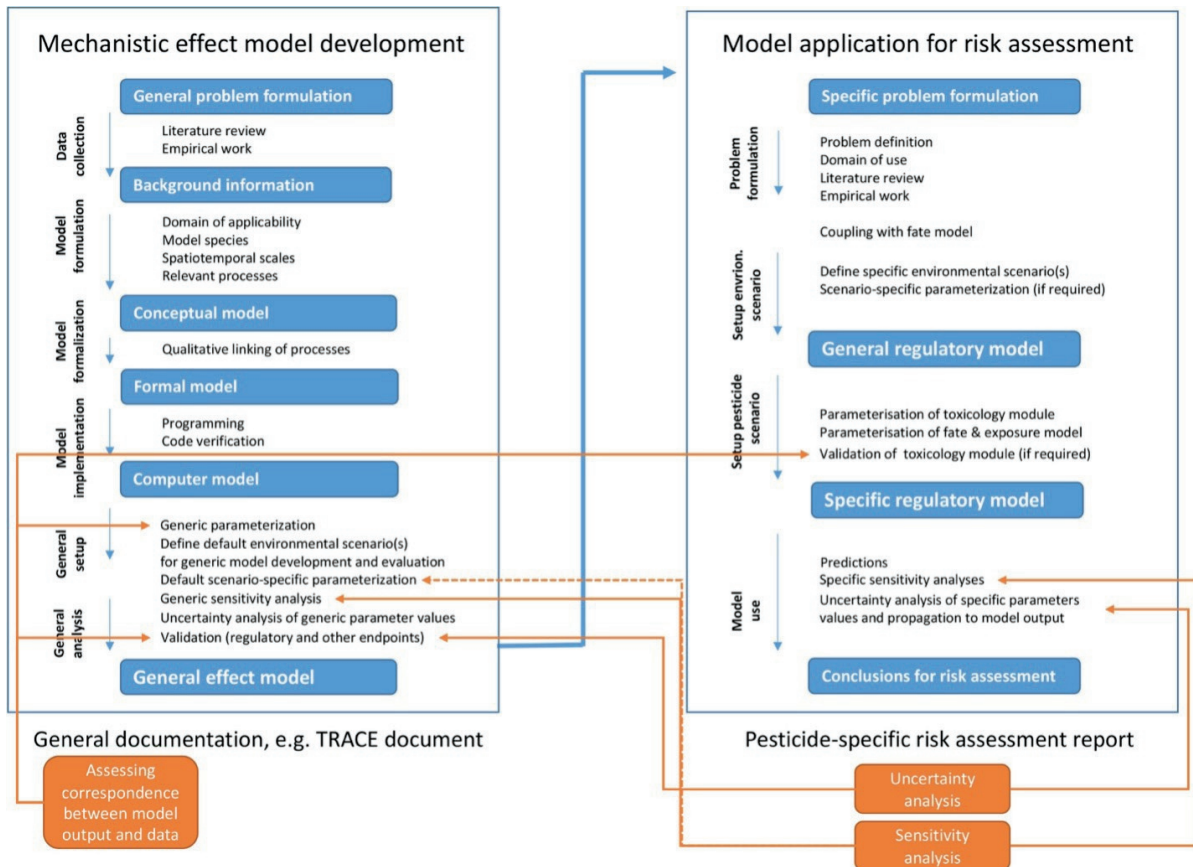 Mechanistic effect model development
General problem formulation
Data
collection
Literature review
Empirical work
Background information
Model
formulation
Domain of applicability
Model species
Spatiotemporal scales
Relevant processes
Conceptual model
Model
formalization
Qualitative linking of processes
Formal model
Model
implementation
Programming
Code verification
Computer model
General
setup
Generic parameterization
Define default environmental scenario(s)
for generic model development and evaluation
Default scenario-specific parameterization
General
analysis
Generic sensitivity analysis
Uncertainty analysis of generic parameter values
Validation (regulatory and other endpoints)
General effect model
General documentation, e.g. TRACE document
Assessing
correspondence
between model
output and data
Model application for risk assessment
Specific problem formulation
Problem
formulation
Problem definition
Domain of use
Literature review
Empirical work
Coupling with fate model
Setup envrion.
scenario
Define specific environmental scenario(s)
Scenario-specific parameterization (if required)
General regulatory model
Setup pesticide
scenario
Parameterisation of toxicology module
Parameterisation of fate & exposure model
Validation of toxicology module (if required)
Specific regulatory model
Model
use
Predictions
Specific sensitivity analyses
Uncertainty analysis of specific parameters
values and propagation to model output
Conclusions for risk assessment
Pesticide-specific risk assessment report
Uncertainty
analysis
Sensitivity
analysis